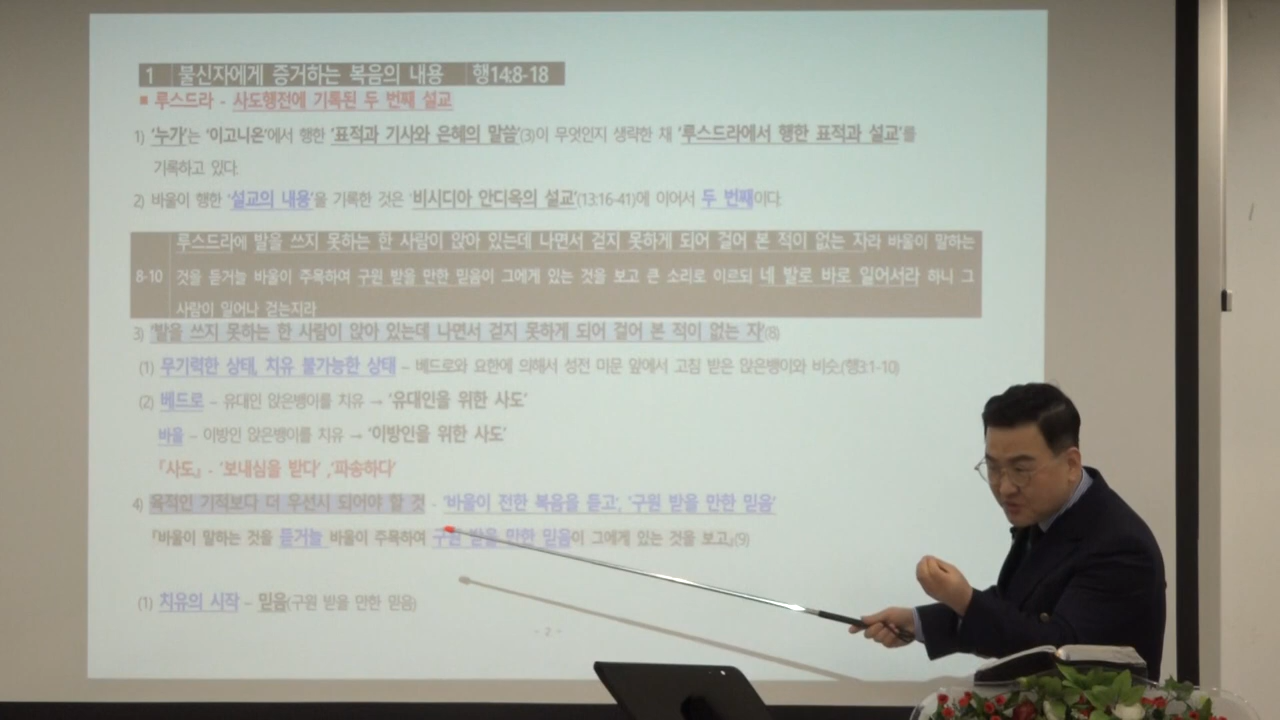 1 불신자에게 증거하는 복음의 내용 행14:8-18
■ 루스드라 - 사도행전에 기록된 두 번째 설교
1) '누가'는 '이고니온'에서 행한 '표적과 기사와 은혜의 말씀'(3)이 무엇인지 생략한 채 '루스드라에서 행한 표적과 설교'를
기록하고 있다.
2) 바울이 행한 '설교의 내용'을 기록한 것은 '비시디아 안디옥의 설교'(13:16-41)에 이어서 두 번째이다.
루스드라에 발을 쓰지 못하는 한 사람이 앉아 있는데 나면서 걷지 못하게 되어 걸어 본 적이 없는 자라 바울이 말하는
8-10 것을 듣거늘 바울이 주목하여 구원 받을 만한 믿음이 그에게 있는 것을 보고 큰 소리로 이르되 네 발로 바로 일어서라 하니 그
사람이 일어나 걷는지라
3) '발을 쓰지 못하는 한 사람이 앉아 있는데 나면서 걷지 못하게 되어 걸어 본 적이 없는 자'(8)
(1) 무기력한 상태, 치유 불가능한 상태 – 베드로와 요한에 의해서 성전 미문 앞에서 고침 받은 앉은뱅이와 비슷(행3:1-10)
(2) 베드로 – 유대인 앉은뱅이를 치유 → '유대인을 위한 사도'
바울 – 이방인 앉은뱅이를 치유 → '이방인을 위한 사도'
『사도』 - '보내심을 받다' ,'파송하다'
4) 육적인 기적보다 더 우선시 되어야 할 것 - '바울이 전한 복음을 듣고', '구원 받을 만한 믿음'
『바울이 말하는 것을 듣거늘 바울이 주목하여 구원 받을 만한 믿음이 그에게 있는 것을 보고』(9)
(1) 치유의 시작 – 믿음(구원 받을 만한 믿음)
- 2 -